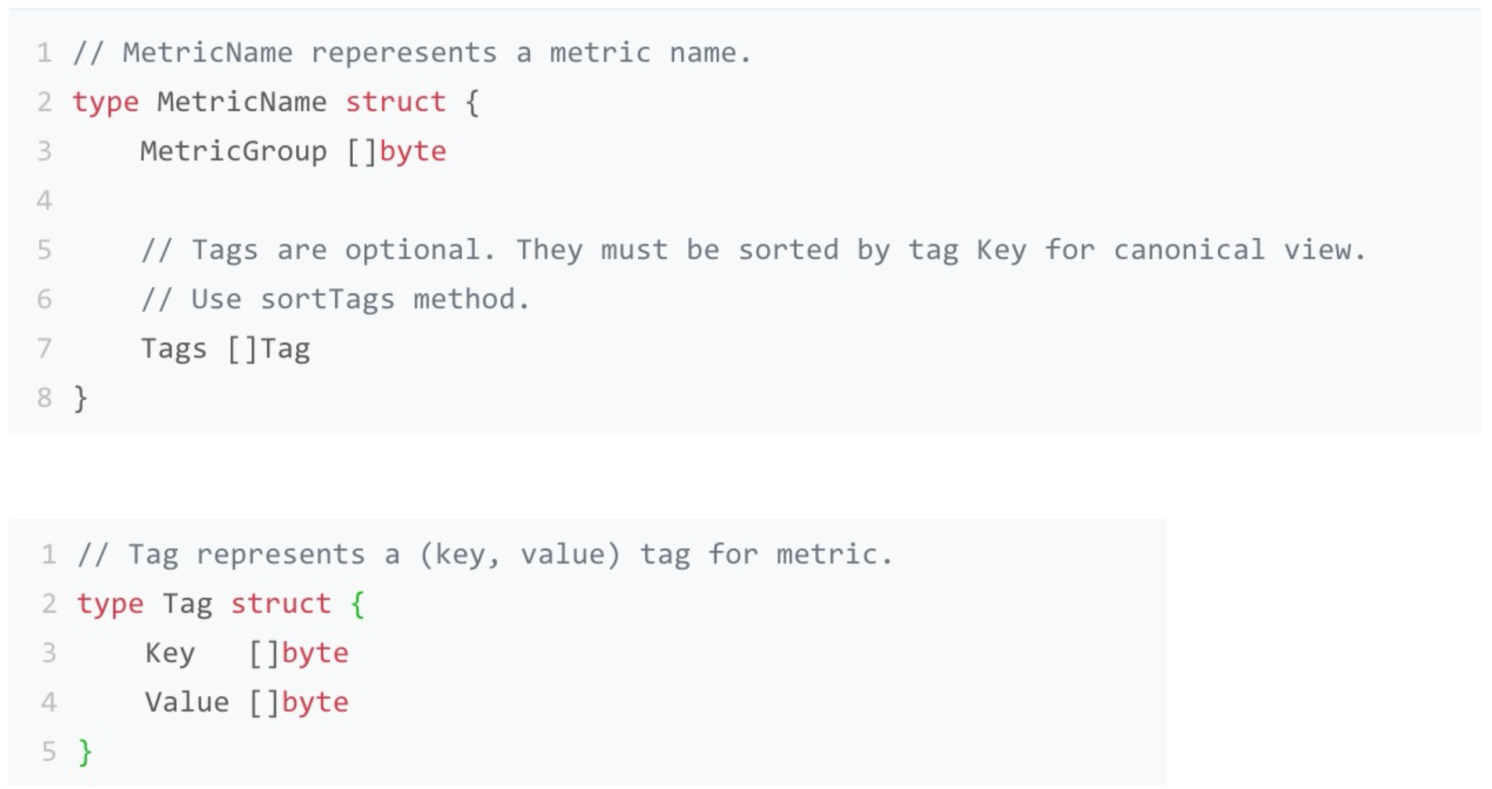 1 // MetricName reperesents a metric name.
2 type MetricName struct {
3     MetricGroup []byte
4
5     // Tags are optional. They must be sorted by tag Key for canonical view.
6     // Use sortTags method.
7     Tags []Tag
8 }
1 // Tag represents a (key, value) tag for metric.
2 type Tag struct {
3     Key   []byte
4     Value []byte
5 }